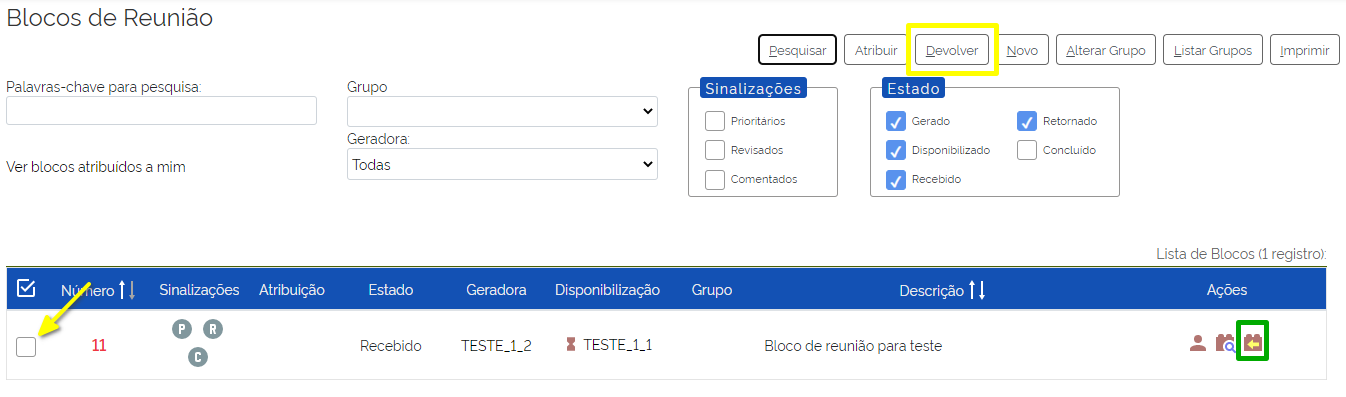 Blocos de Reunião
Pesquisar Atribuir Devolver Novo Alterar Grupo Listar Grupos Imprimir
Palavras-chave para pesquisa:
Grupo
Geradora:
Todas
Ver blocos atribuídos a mim
Sinalizações
Prioritários
Revisados
Comentados
Estado
Gerado Retornado
Disponibilizado Concluído
Recebido
Lista de Blocos (1 registro):
Número Sinalizações Atribuição Estado Geradora Disponibilização Grupo Descrição Ações
11 P R C Recebido TESTE_1_2 TESTE_1_1 Bloco de reunião para teste